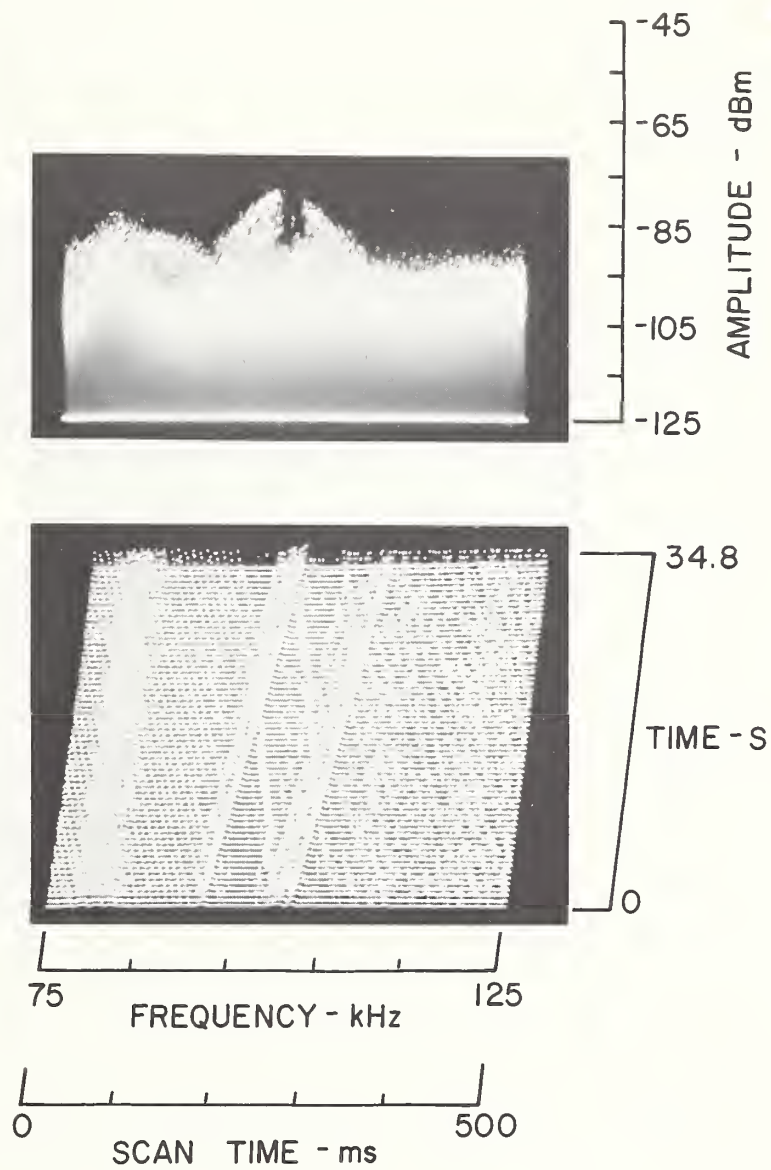 -45
-65
-85
-105
-125
AMPLITUDE - dBm
34.8
TIME - S
0
75
125
FREQUENCY - kHz
0
500
SCAN TIME - ms